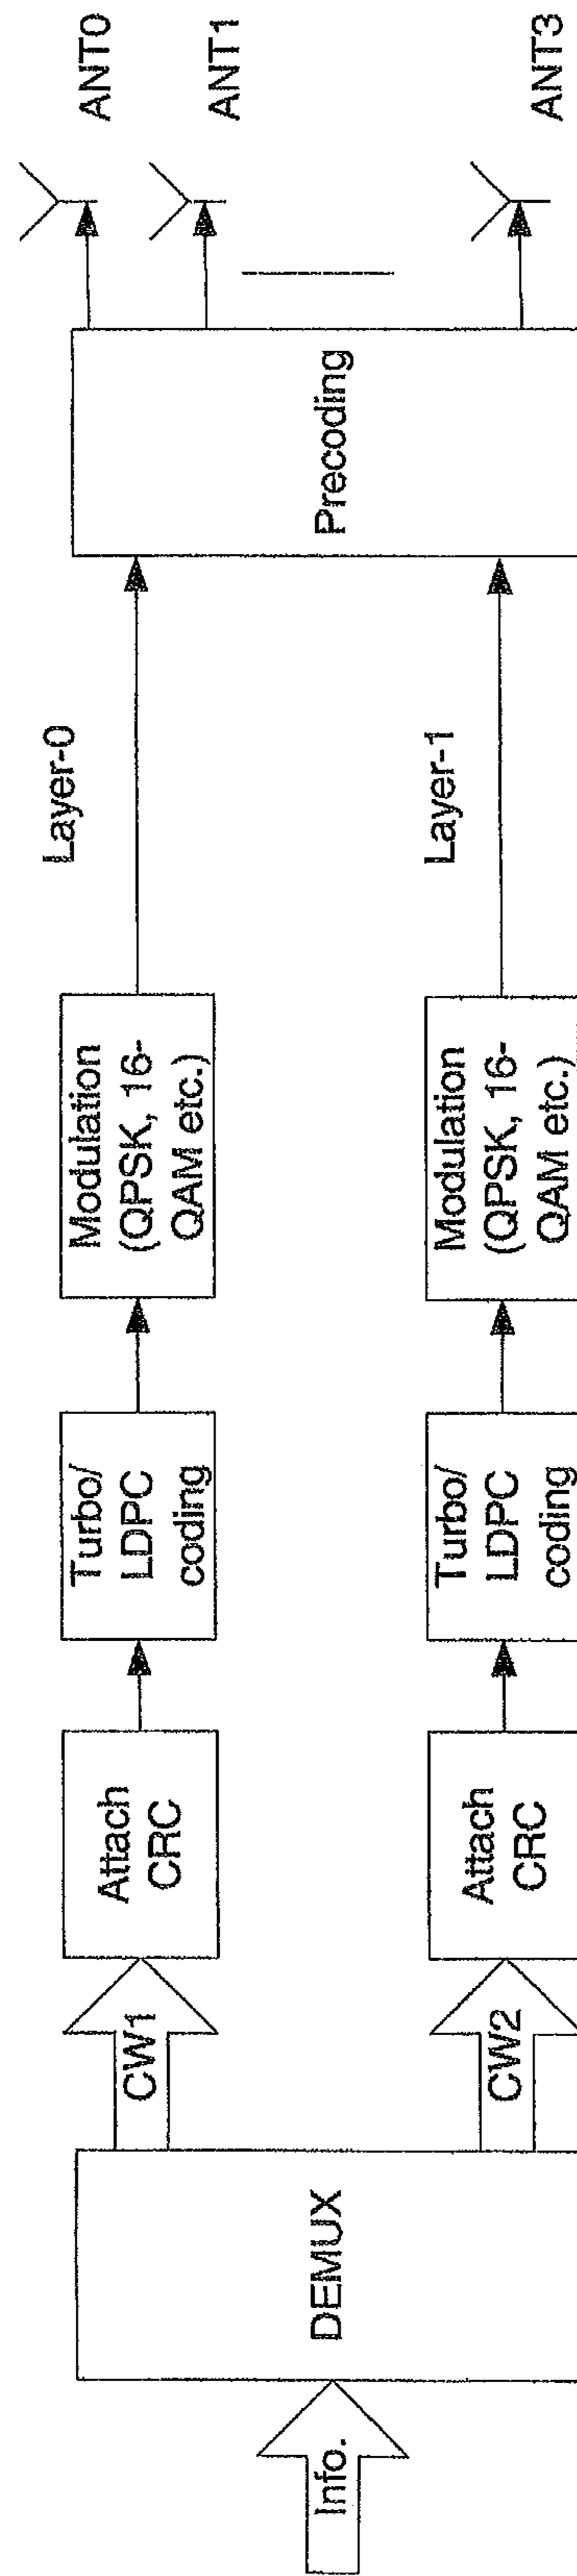 Info.
DEMUX
CW1
Attach
CRC
Turbo/
LDPC
coding
Modulation
(QPSK, 16-
QAM etc.)
Layer-0
CW2
Attach
CRC
Turbo/
LDPC
coding
Modulation
(QPSK, 16-
QAM etc.)
Layer-1
Precoding
ANT0
ANT1
ANT3